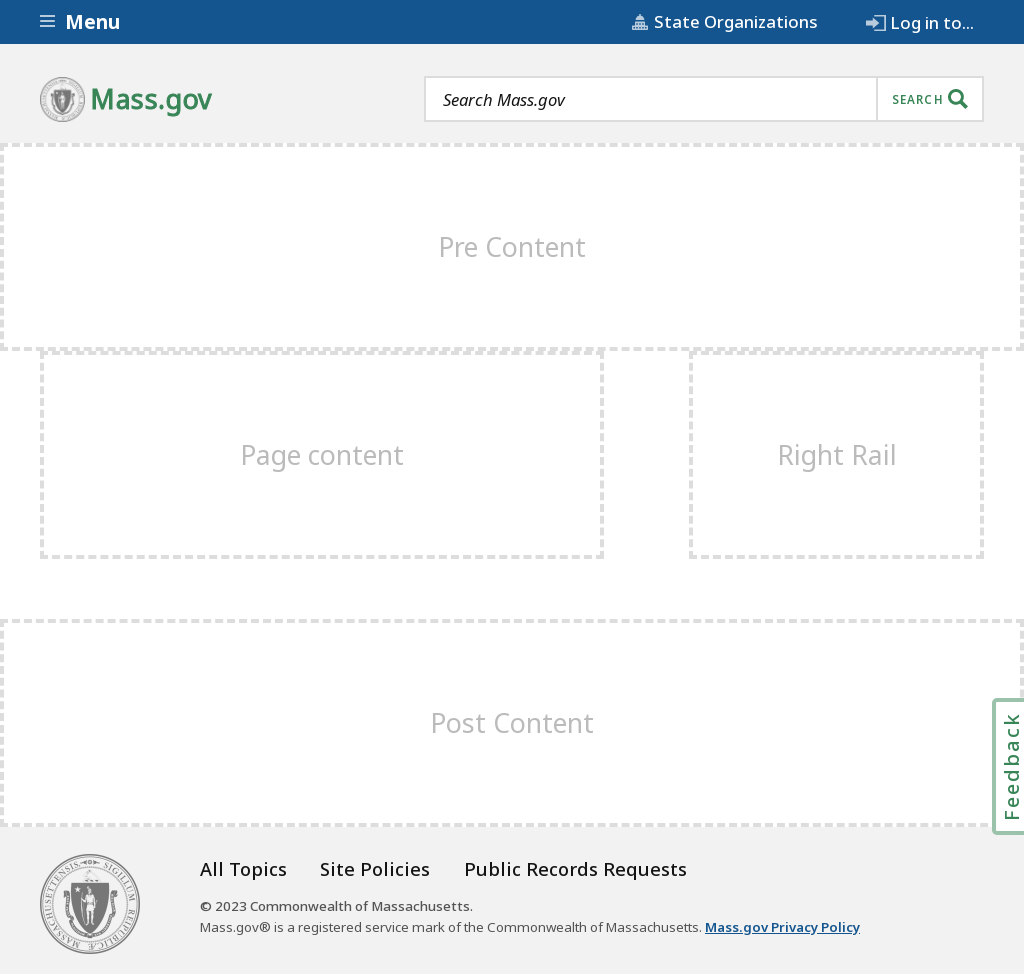 Menu
State Organizations
Log in to...
Mass.gov
Search Mass.gov
SEARCH
Pre Content
Page content
Right Rail
Post Content
Feedback
All Topics
Site Policies
Public Records Requests
© 2023 Commonwealth of Massachusetts.
Mass.gov® is a registered service mark of the Commonwealth of Massachusetts. Mass.gov Privacy Policy
SIGILLUM REIPUBLICÆ MASSACHUSETTENSIS